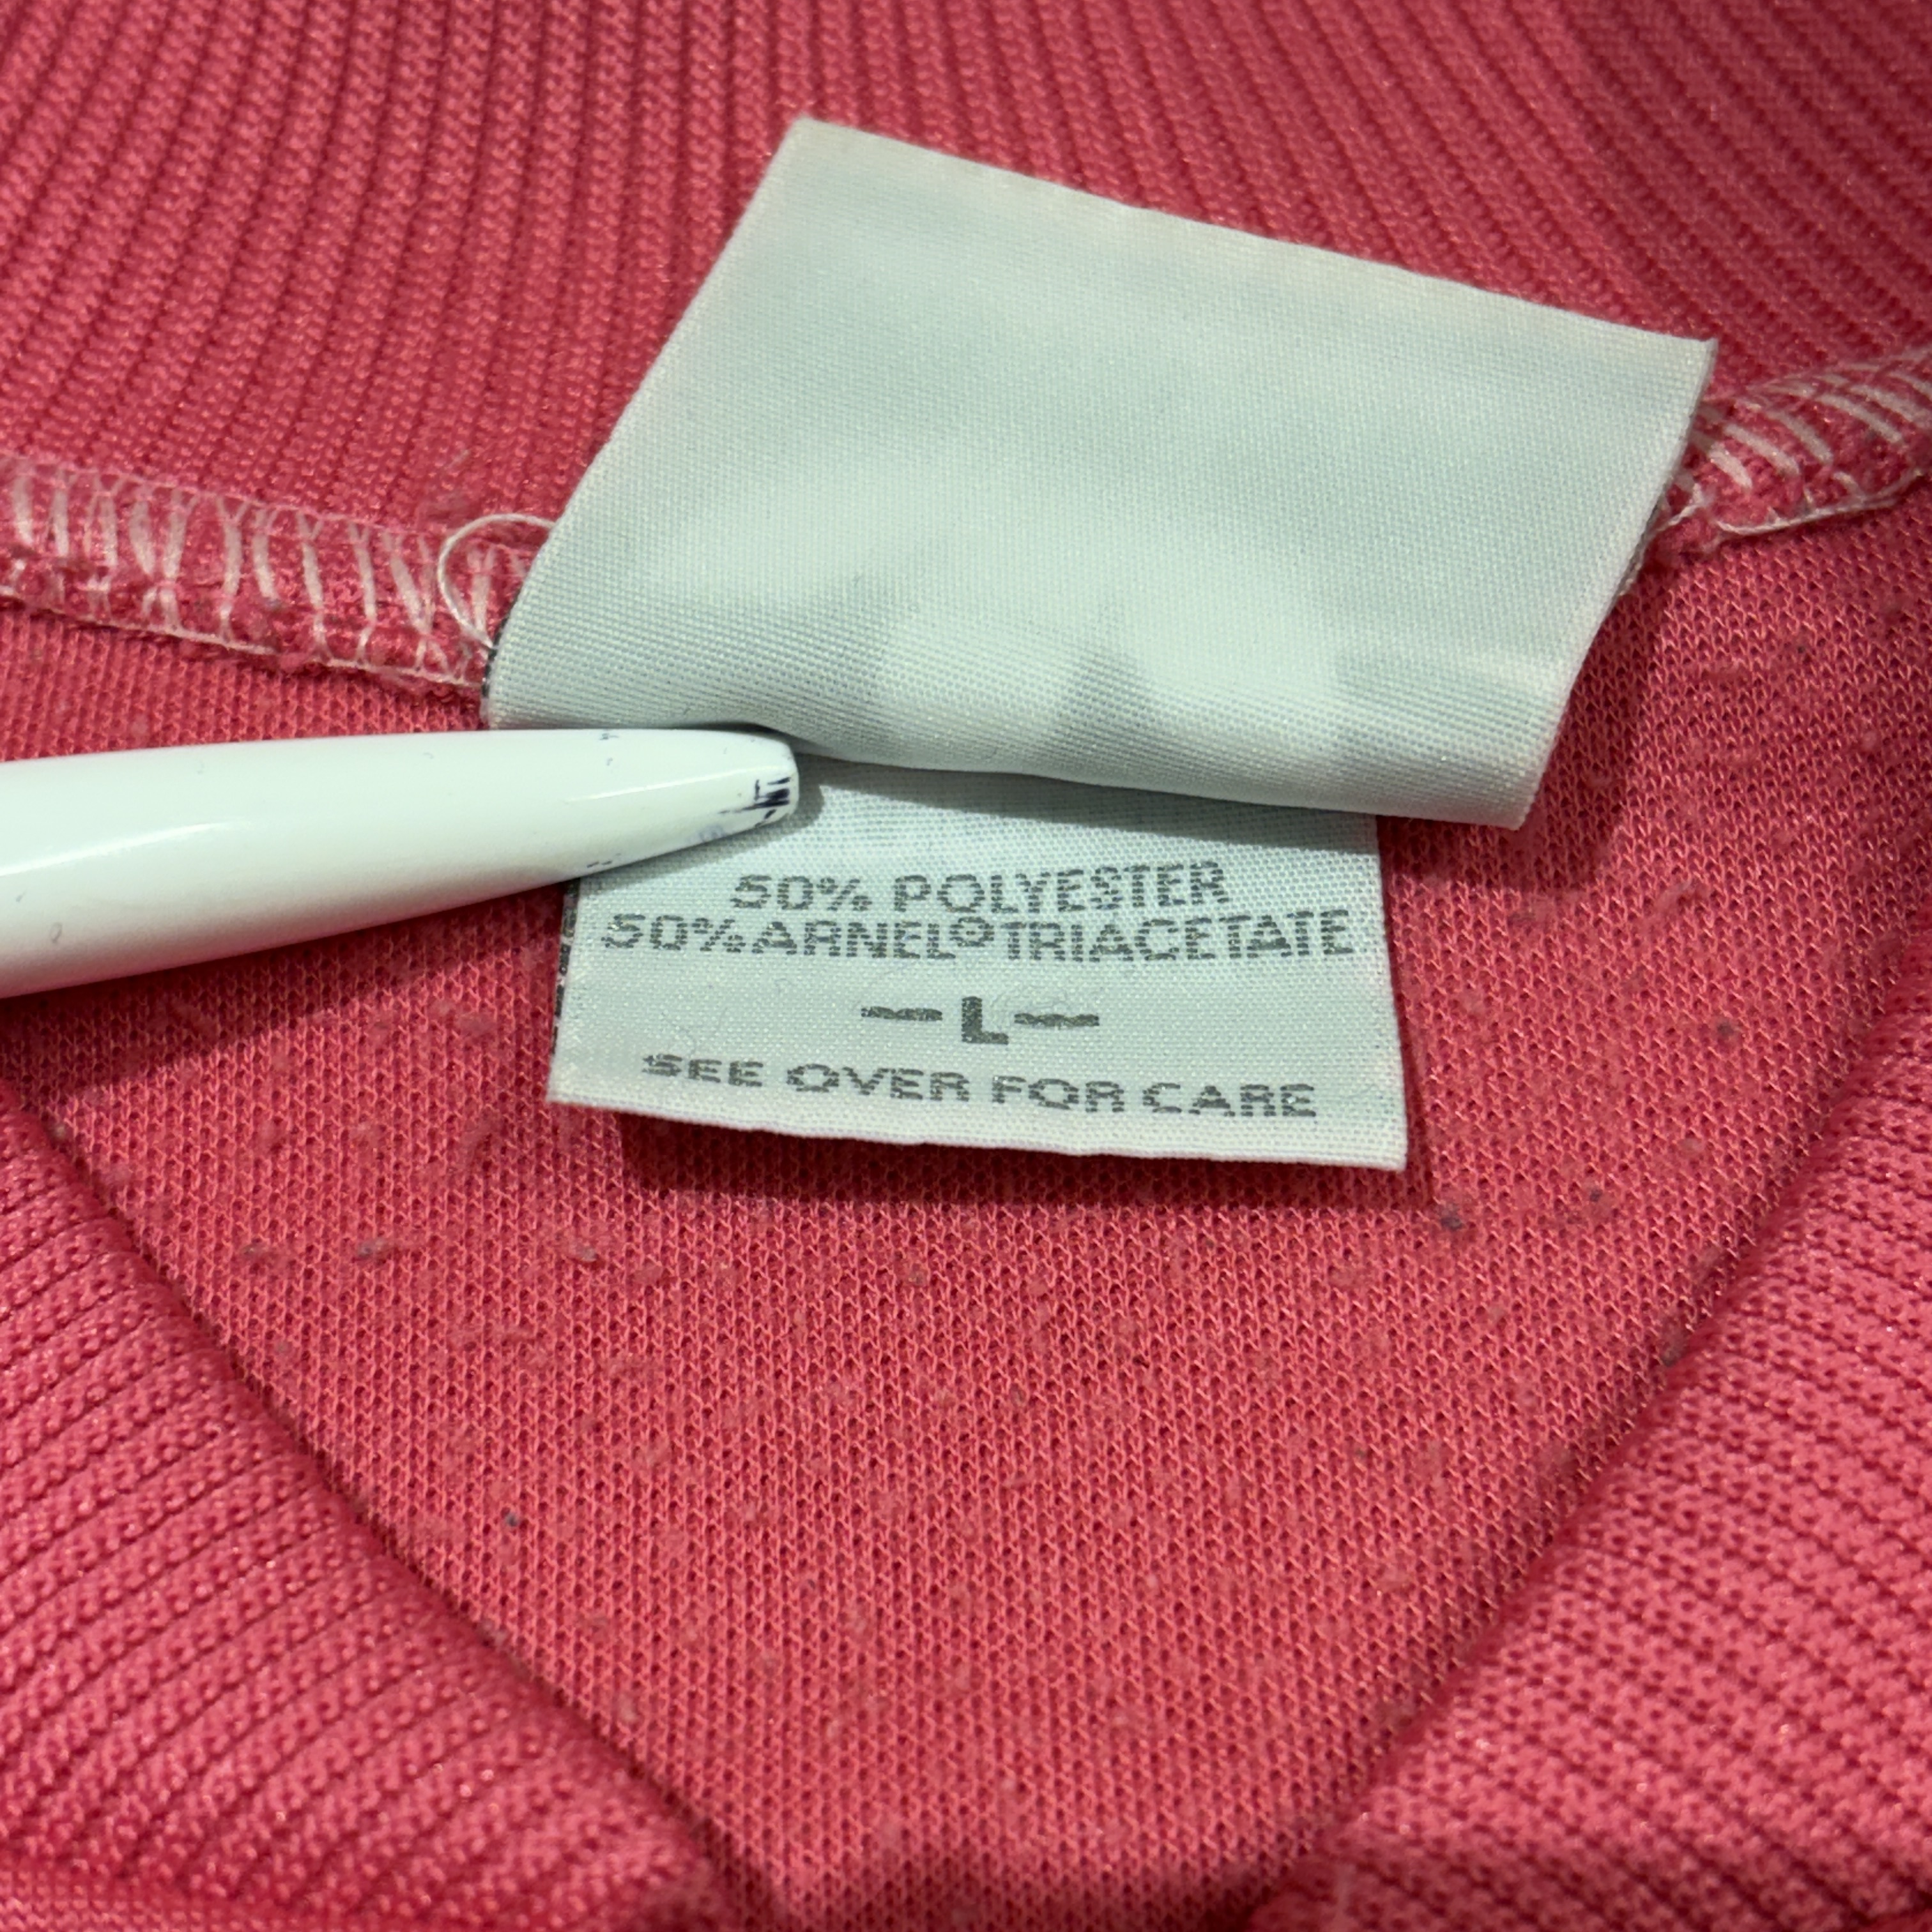 50% POLYESTER
50% ARNEL® TRIACETATE
— L —
SEE OVER FOR CARE